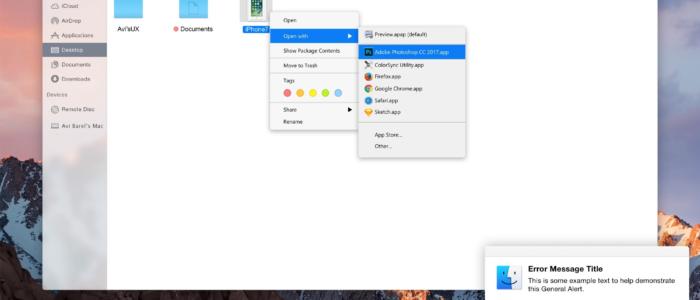 iCloud
AirDrop
Applications
Desktop
Documents
Downloads
Devices
Remote Disc
Avi Barel's Mac
Avi'sUX
Documents
iPhone7
Open
Open with
Show Package Contents
Move to Trash
Tags
Share
Rename
Preview.apap (default)
Adobe Photoshop CC 2017.app
ColorSync Utility.app
Firefox.app
Google Chrome.app
Safari.app
Sketch.app
App Store...
Other...
Error Message Title
This is some example text to help demonstrate
this General Alert.